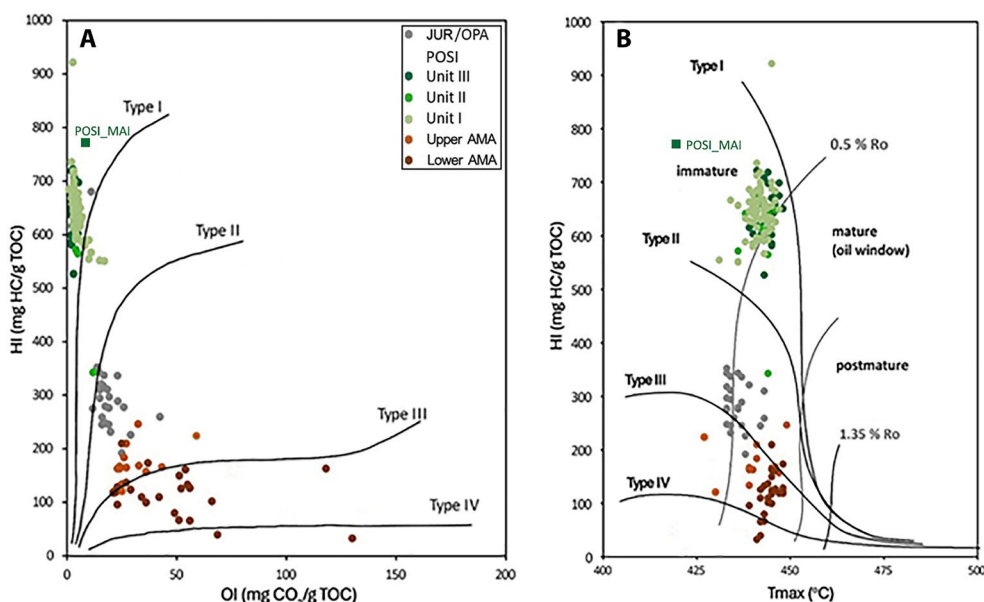 A
HI (mg HC/g TOC)
1000
900
800
700
600
500
400
300
200
100
0
0
50
100
150
200
OI (mg CO₂/g TOC)
Type I
POSI_MAI
Type II
Type III
Type IV
JUR/OPA
POSI
Unit III
Unit II
Unit I
Upper AMA
Lower AMA
B
HI (mg HC/g TOC)
1000
900
800
700
600
500
400
300
200
100
0
400
425
450
475
500
Tmax (°C)
Type I
POSI_MAI
immature
0.5 % Ro
Type II
mature
(oil window)
Type III
postmature
1.35 % Ro
Type IV